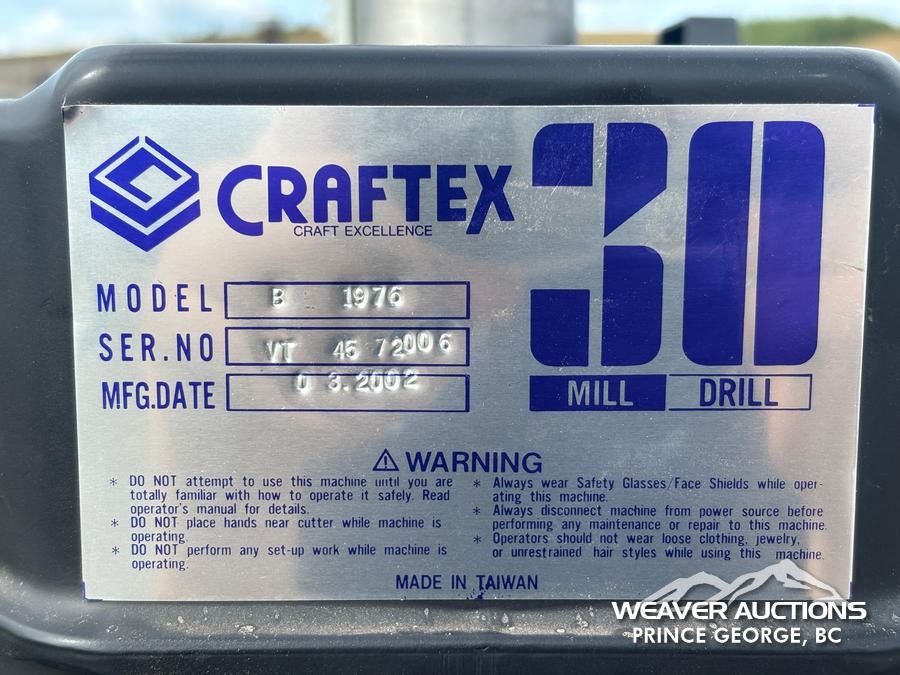 CRAFTEX
CRAFT EXCELLENCE
30
MILL DRILL
MODEL B 1976
SER.NO VT 45 72006
MFG.DATE 03.2002
⚠ WARNING
* DO NOT attempt to use this machine until you are
totally familiar with how to operate it safely. Read
operator's manual for details.
* DO NOT place hands near cutter while machine is
operating.
* DO NOT perform any set-up work while machine is
operating.
* Always wear Safety Glasses/Face Shields while oper-
ating this machine.
* Always disconnect machine from power source before
performing any maintenance or repair to this machine.
* Operators should not wear loose clothing, jewelry,
or unrestrained hair styles while using this machine.
MADE IN TAIWAN
WEAVER AUCTIONS
PRINCE GEORGE, BC